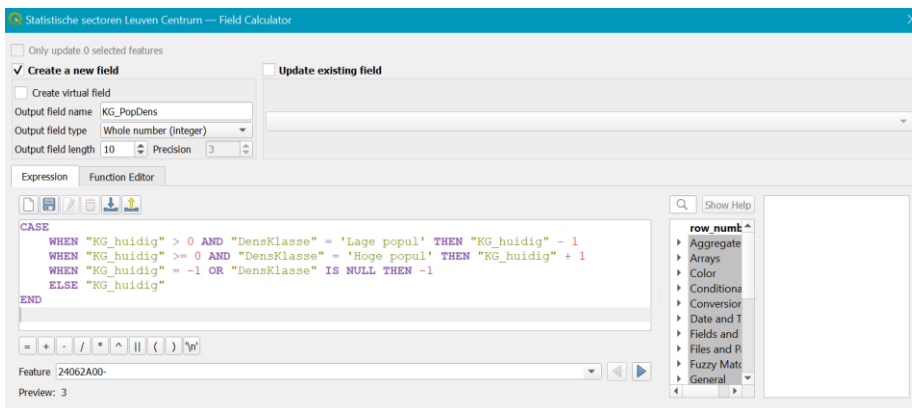 Statistische sectoren Leuven Centrum — Field Calculator
Only update 0 selected features
Create a new field
Update existing field
Create virtual field
Output field name KG_PopDens
Output field type Whole number (integer)
Output field length 10 Precision 3
Expression Function Editor
Show Help
CASE
WHEN "KG_huidig" > 0 AND "DensKlasse" = 'Lage popul' THEN "KG_huidig" - 1
WHEN "KG_huidig" >= 0 AND "DensKlasse" = 'Hoge popul' THEN "KG_huidig" + 1
WHEN "KG_huidig" = -1 OR "DensKlasse" IS NULL THEN -1
ELSE "KG_huidig"
END
row_numb
Aggregate
Arrays
Color
Conditiona
Conversion
Date and T
Fields and
Files and P
Fuzzy Matc
General
= + - / * ^ || ( ) '\n'
Feature 24062A00-
Preview: 3